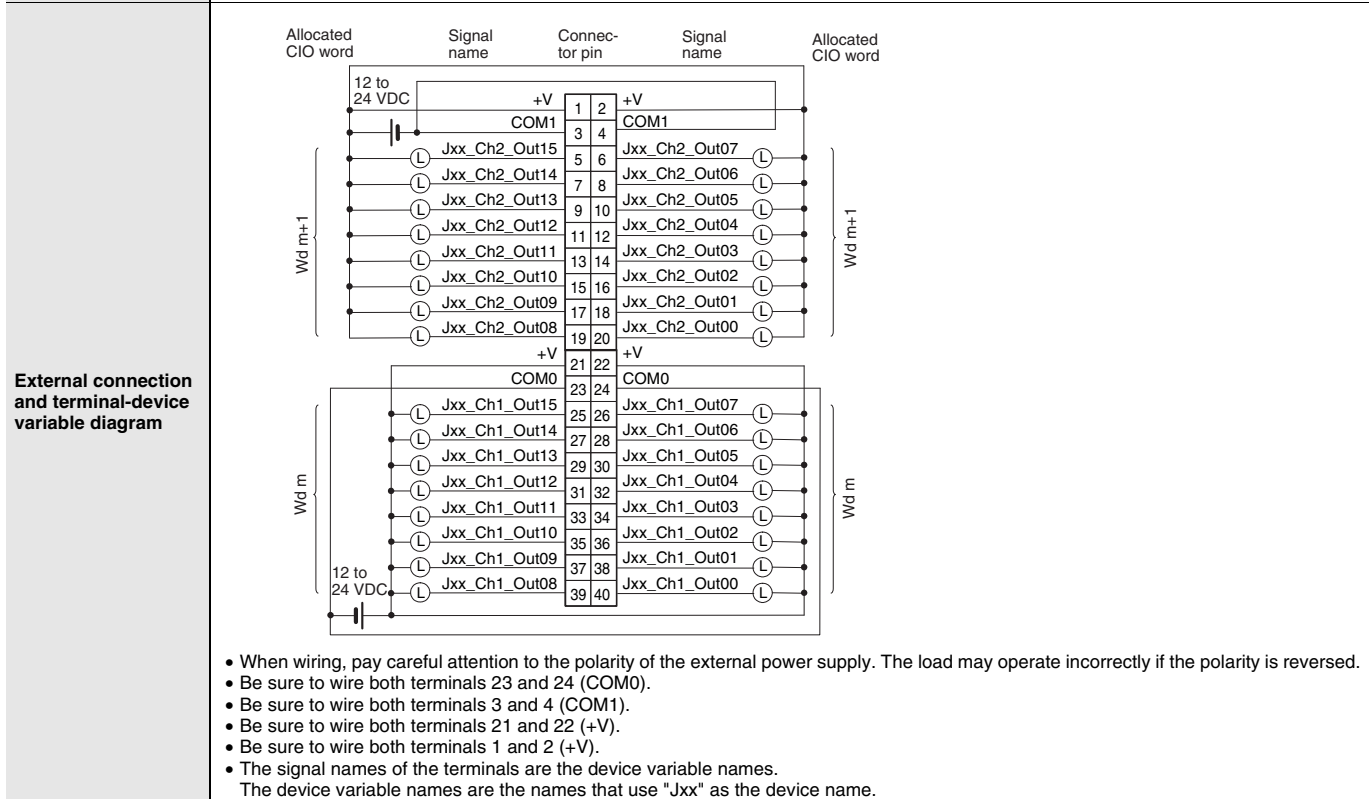 External connection
and terminal-device
variable diagram
Allocated
CIO word
Signal
name
Connec-
tor pin
Signal
name
Allocated
CIO word
12 to
24 VDC
+V 1 2 +V
COM1 3 4 COM1
L Jxx_Ch2_Out15 5 6 Jxx_Ch2_Out07 L
L Jxx_Ch2_Out14 7 8 Jxx_Ch2_Out06 L
L Jxx_Ch2_Out13 9 10 Jxx_Ch2_Out05 L
L Jxx_Ch2_Out12 11 12 Jxx_Ch2_Out04 L
L Jxx_Ch2_Out11 13 14 Jxx_Ch2_Out03 L
L Jxx_Ch2_Out10 15 16 Jxx_Ch2_Out02 L
L Jxx_Ch2_Out09 17 18 Jxx_Ch2_Out01 L
L Jxx_Ch2_Out08 19 20 Jxx_Ch2_Out00 L
Wd m+1
Wd m+1
+V 21 22 +V
COM0 23 24 COM0
L Jxx_Ch1_Out15 25 26 Jxx_Ch1_Out07 L
L Jxx_Ch1_Out14 27 28 Jxx_Ch1_Out06 L
L Jxx_Ch1_Out13 29 30 Jxx_Ch1_Out05 L
L Jxx_Ch1_Out12 31 32 Jxx_Ch1_Out04 L
L Jxx_Ch1_Out11 33 34 Jxx_Ch1_Out03 L
L Jxx_Ch1_Out10 35 36 Jxx_Ch1_Out02 L
L Jxx_Ch1_Out09 37 38 Jxx_Ch1_Out01 L
L Jxx_Ch1_Out08 39 40 Jxx_Ch1_Out00 L
Wd m
Wd m
12 to
24 VDC
• When wiring, pay careful attention to the polarity of the external power supply. The load may operate incorrectly if the polarity is reversed.
• Be sure to wire both terminals 23 and 24 (COM0).
• Be sure to wire both terminals 3 and 4 (COM1).
• Be sure to wire both terminals 21 and 22 (+V).
• Be sure to wire both terminals 1 and 2 (+V).
• The signal names of the terminals are the device variable names.
The device variable names are the names that use "Jxx" as the device name.